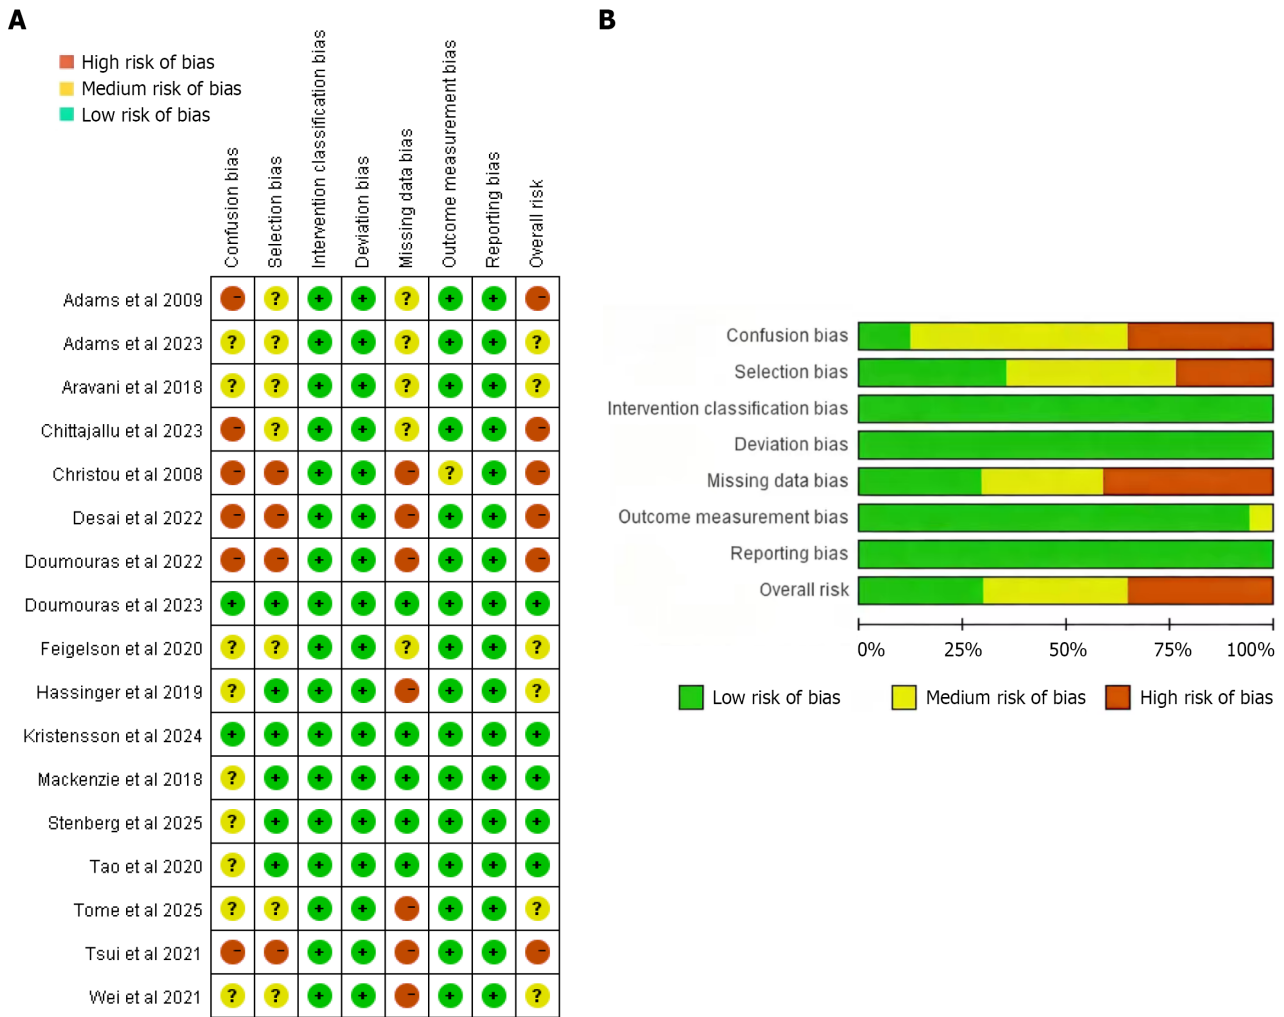 A
High risk of bias
Medium risk of bias
Low risk of bias
Confusion bias
Selection bias
Intervention classification bias
Deviation bias
Missing data bias
Outcome measurement bias
Reporting bias
Overall risk
Adams et al 2009 - ? + + ? + + -
Adams et al 2023 ? ? + + ? + + ?
Aravani et al 2018 ? ? + + ? + + ?
Chittajallu et al 2023 - ? + + ? + + -
Christou et al 2008 - - + + - ? + -
Desai et al 2022 - - + + - + + -
Doumouras et al 2022 - - + + - + + -
Doumouras et al 2023 + + + + + + + +
Feigelson et al 2020 ? ? + + ? + + ?
Hassinger et al 2019 ? + + + - + + ?
Kristensson et al 2024 + + + + + + + +
Mackenzie et al 2018 ? + + + + + + +
Stenberg et al 2025 ? + + + + + + +
Tao et al 2020 ? + + + + + + +
Tome et al 2025 ? ? + + - + + ?
Tsui et al 2021 - - + + - + + -
Wei et al 2021 ? ? + + - + + ?
B
Confusion bias
Selection bias
Intervention classification bias
Deviation bias
Missing data bias
Outcome measurement bias
Reporting bias
Overall risk
0% 25% 50% 75% 100%
Low risk of bias Medium risk of bias High risk of bias